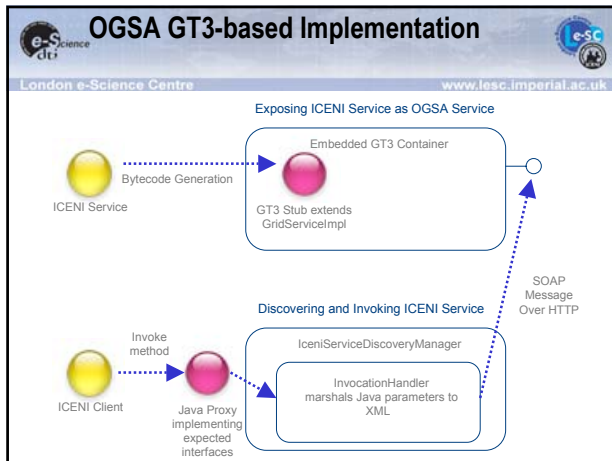 OGSA GT3-based Implementation
e-Science
dti
London e-Science Centre
www.lesc.imperial.ac.uk
Exposing ICENI Service as OGSA Service
Embedded GT3 Container
Bytecode Generation
ICENI Service
GT3 Stub extends
GridServiceImpl
SOAP
Message
Over HTTP
Discovering and Invoking ICENI Service
IceniServiceDiscoveryManager
Invoke
method
InvocationHandler
marshals Java parameters to
XML
ICENI Client
Java Proxy
implementing
expected
interfaces